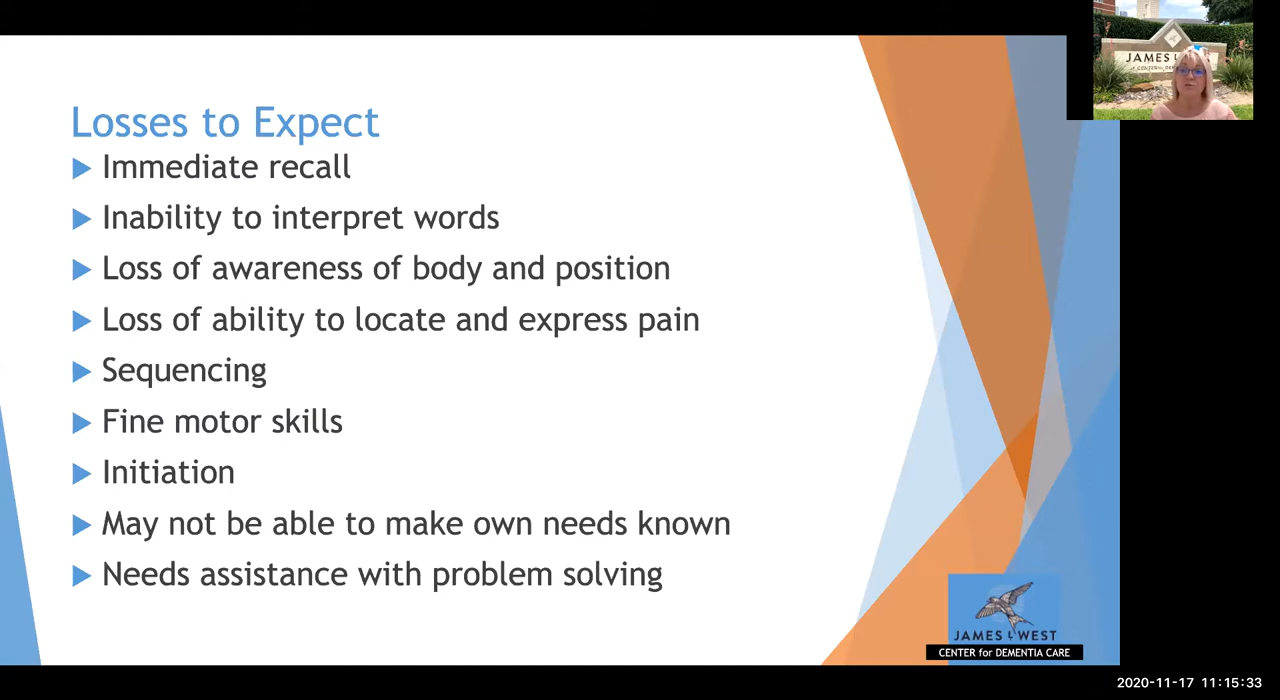 Losses to Expect
Immediate recall
Inability to interpret words
Loss of awareness of body and position
Loss of ability to locate and express pain
Sequencing
Fine motor skills
Initiation
May not be able to make own needs known
Needs assistance with problem solving
JAMES L WEST
CENTER for DEMENTIA CARE
JAMES L
2020-11-17 11:15:33